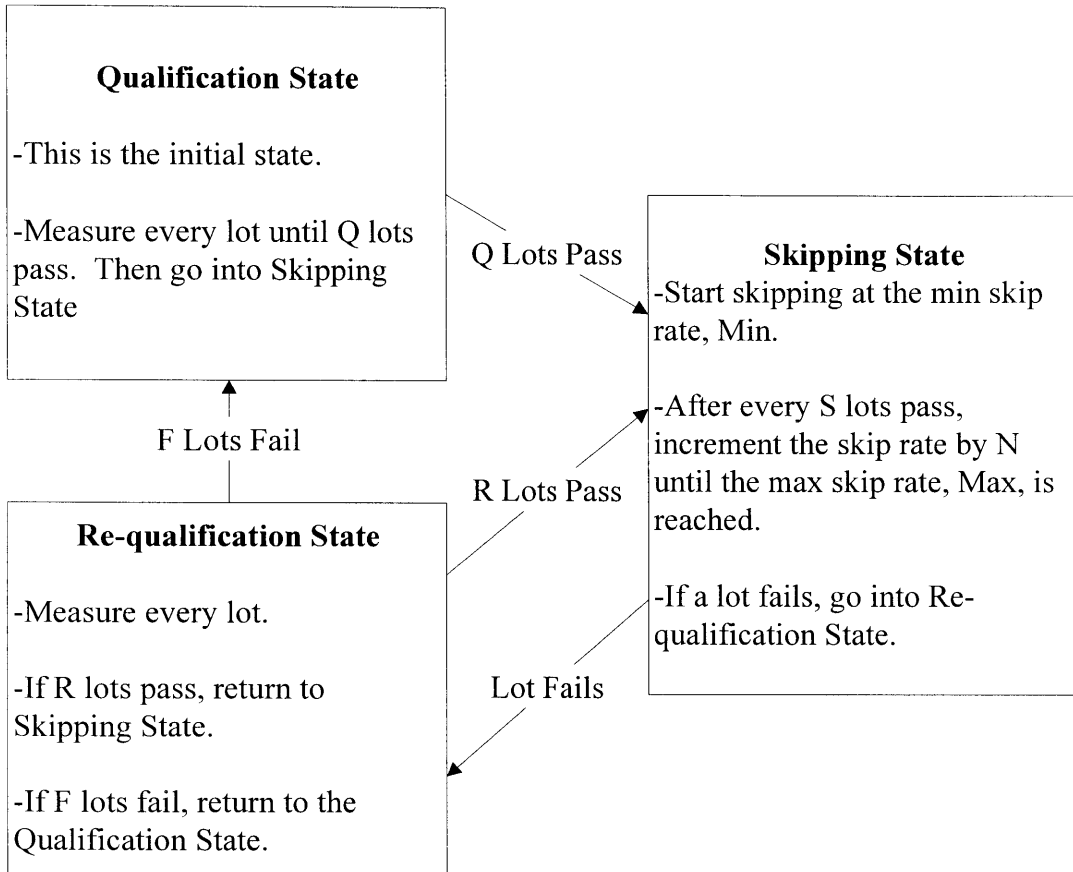 Qualification State
-This is the initial state.
-Measure every lot until Q lots
pass. Then go into Skipping
State
Q Lots Pass
Skipping State
-Start skipping at the min skip
rate, Min.
-After every S lots pass,
increment the skip rate by N
until the max skip rate, Max, is
reached.
-If a lot fails, go into Re-
qualification State.
F Lots Fail
R Lots Pass
Lot Fails
Re-qualification State
-Measure every lot.
-If R lots pass, return to
Skipping State.
-If F lots fail, return to the
Qualification State.